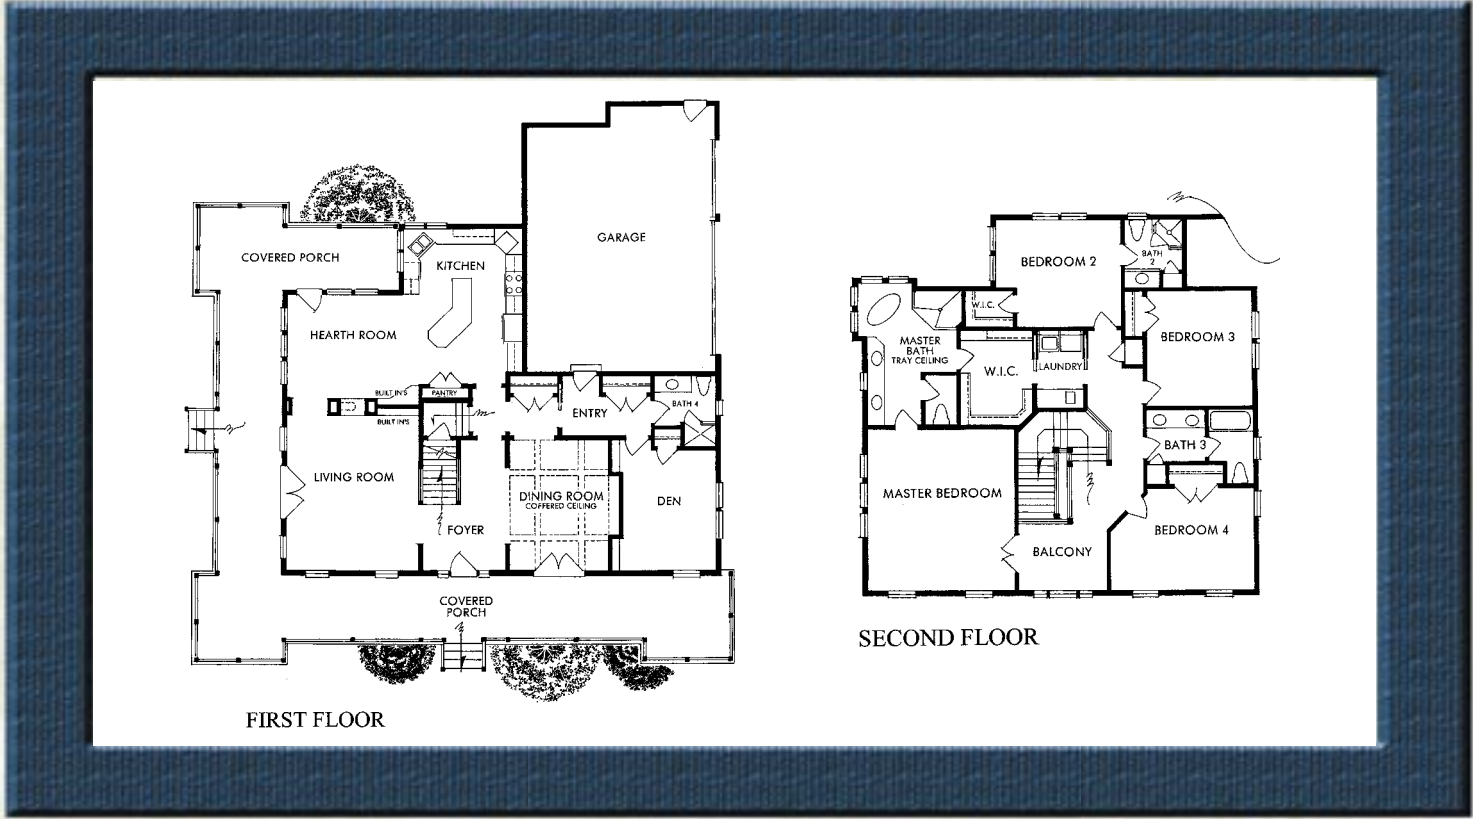 GARAGE
COVERED PORCH
KITCHEN
HEARTH ROOM
BUILT IN'S
PANTRY
BUILT IN'S
ENTRY
BATH 4
LIVING ROOM
DINING ROOM
COFFERED CEILING
DEN
FOYER
COVERED
PORCH
FIRST FLOOR
BEDROOM 2
BATH
2
W.I.C.
BEDROOM 3
MASTER
BATH
TRAY CEILING
W.I.C.
LAUNDRY
BATH 3
MASTER BEDROOM
BEDROOM 4
BALCONY
SECOND FLOOR